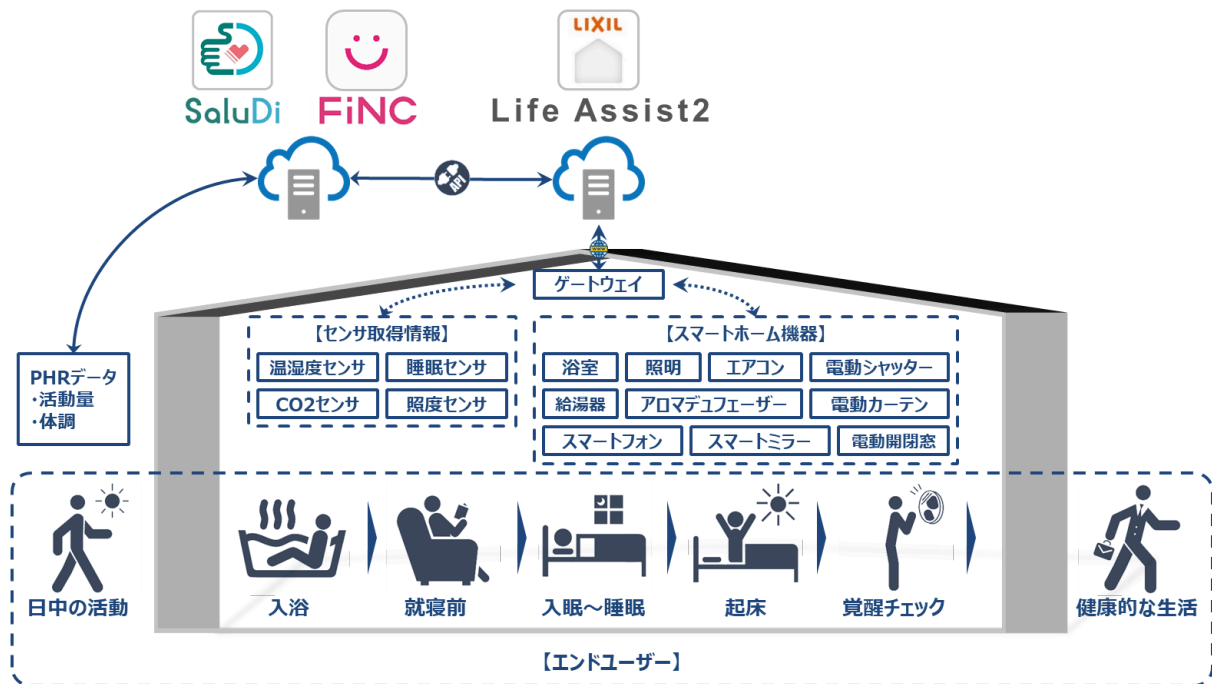 SaluDi
FiNC
LIXIL
Life Assist2
API
ゲートウェイ
【センサ取得情報】
温湿度センサ
睡眠センサ
CO2センサ
照度センサ
【スマートホーム機器】
浴室
照明
エアコン
電動シャッター
給湯器
アロマデュフェーザー
電動カーテン
スマートフォン
スマートミラー
電動開閉窓
PHRデータ
・活動量
・体調
日中の活動
入浴
就寝前
入眠～睡眠
起床
覚醒チェック
健康的な生活
【エンドユーザー】